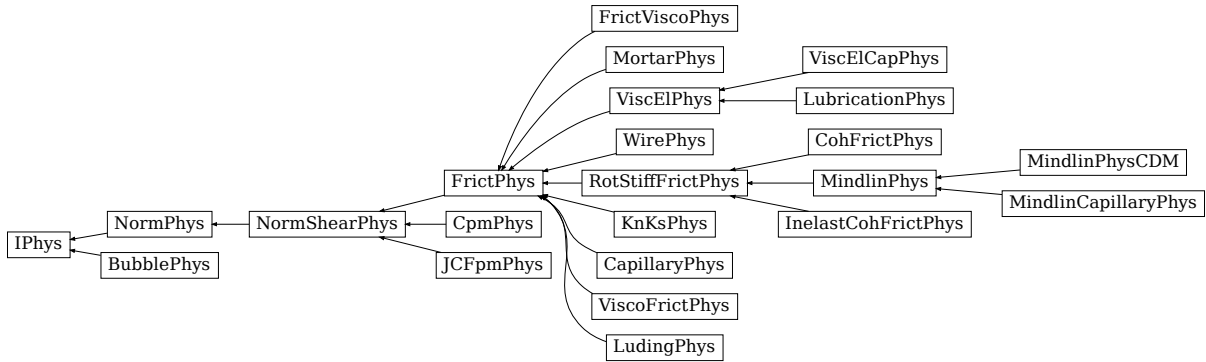 FrictViscoPhys
MortarPhys
ViscElCapPhys
ViscElPhys
LubricationPhys
WirePhys
CohFrictPhys
MindlinPhysCDM
FrictPhys
RotStiffFrictPhys
MindlinPhys
MindlinCapillaryPhys
NormPhys
NormShearPhys
CpmPhys
KnKsPhys
InelastCohFrictPhys
IPhys
BubblePhys
JCFpmPhys
CapillaryPhys
ViscoFrictPhys
LudingPhys